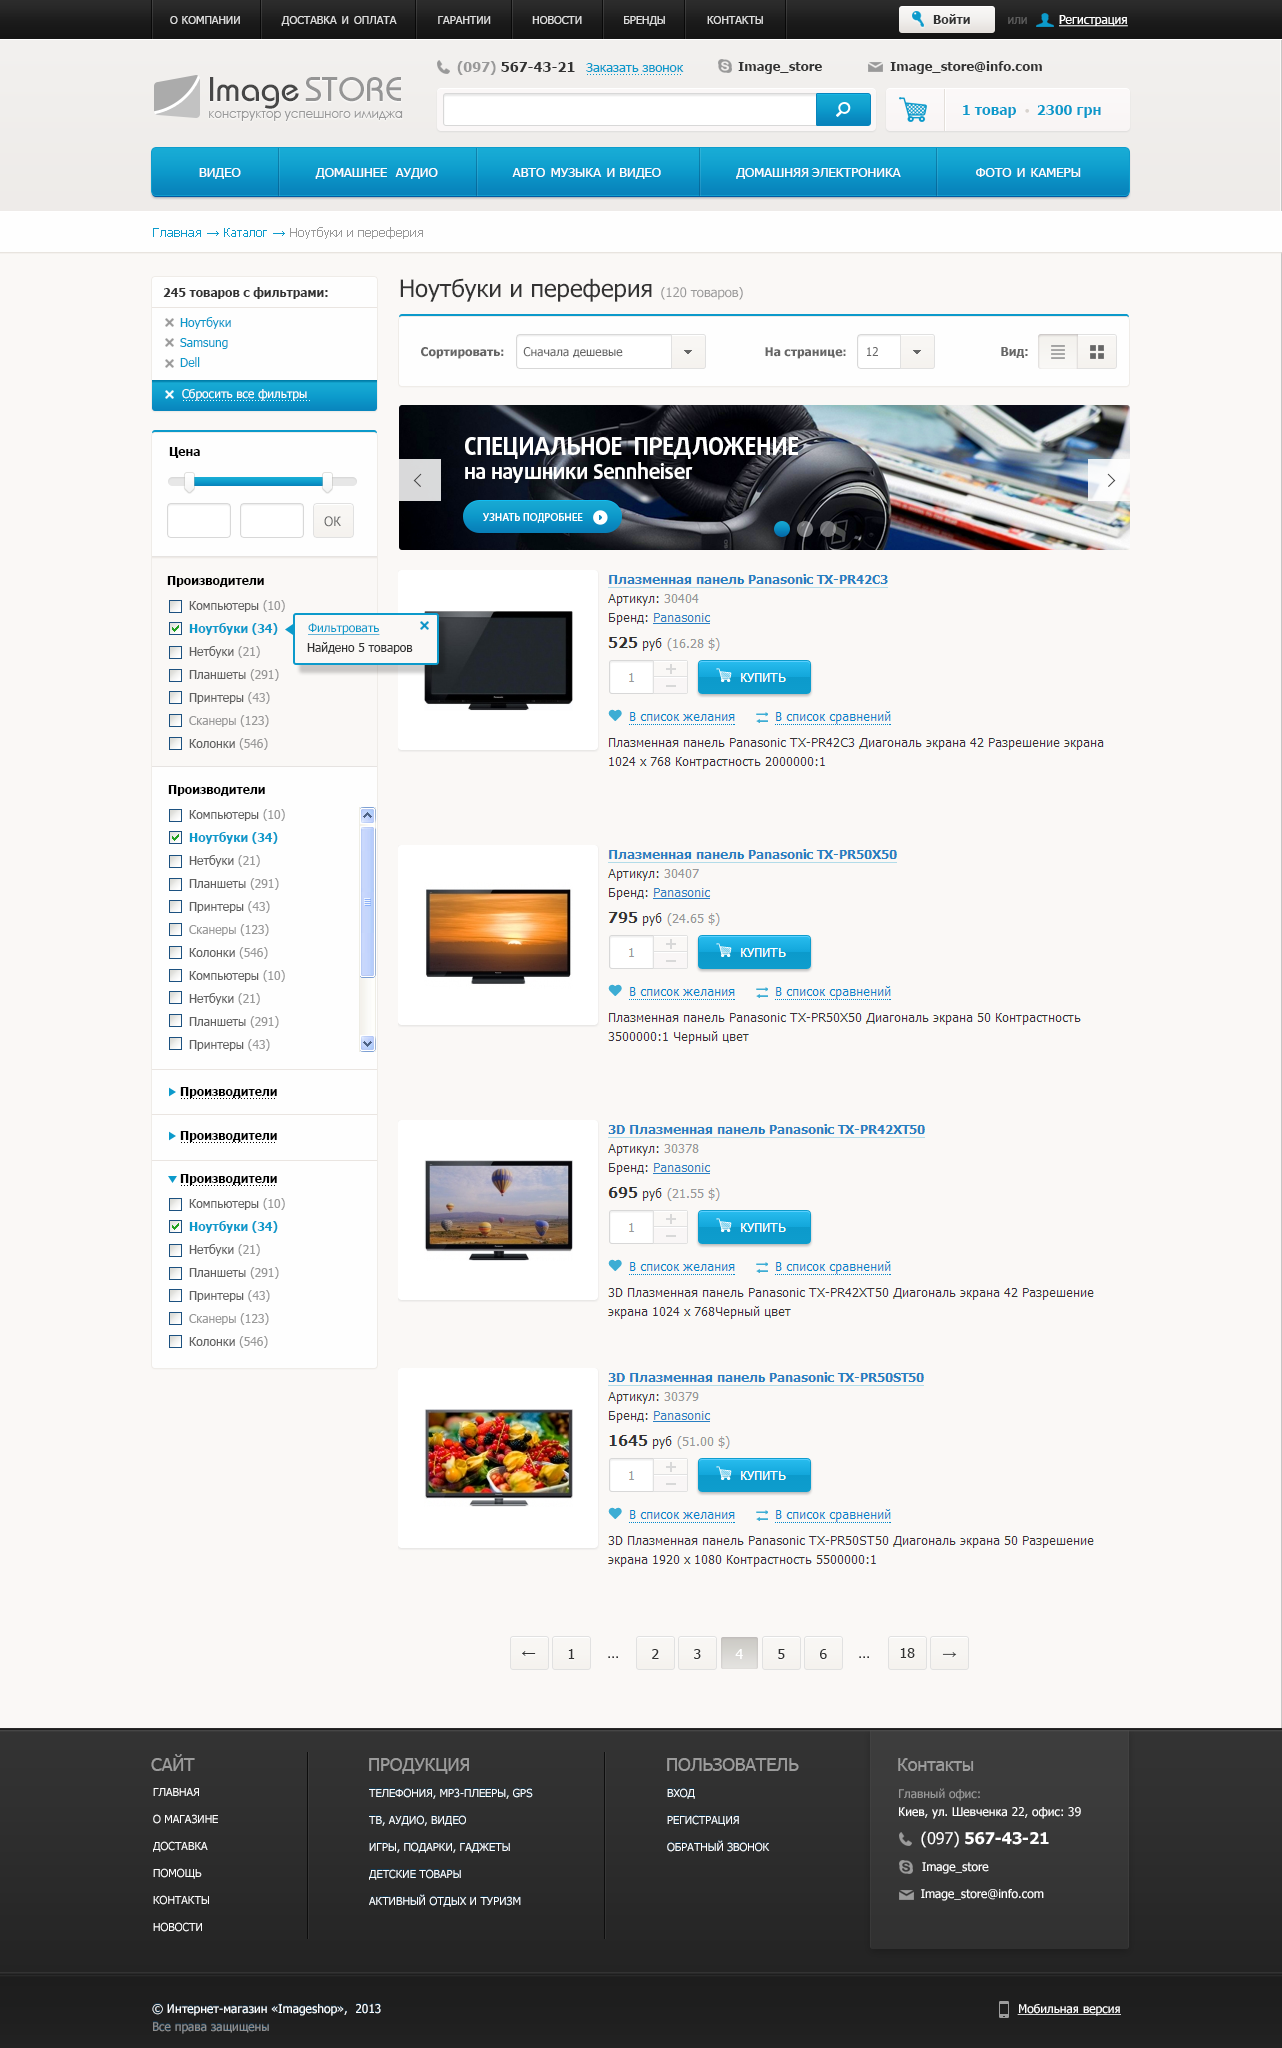 О КОМПАНИИ
ДОСТАВКА И ОПЛАТА
ГАРАНТИИ
НОВОСТИ
БРЕНДЫ
КОНТАКТЫ
Войти
или
Регистрация
Image STORE
конструктор успешного имиджа
(097) 567-43-21
Заказать звонок
Image_store
Image_store@info.com
1 товар • 2300 грн
ВИДЕО
ДОМАШНЕЕ АУДИО
АВТО МУЗЫКА И ВИДЕО
ДОМАШНЯЯ ЭЛЕКТРОНИКА
ФОТО И КАМЕРЫ
Главная → Каталог → Ноутбуки и переферия
245 товаров с фильтрами:
Ноутбуки
Samsung
Dell
Сбросить все фильтры
Цена
OK
Производители
Компьютеры (10)
Ноутбуки (34)
Нетбуки (21)
Планшеты (291)
Принтеры (43)
Сканеры (123)
Колонки (546)
Фильтровать
Найдено 5 товаров
Производители
Компьютеры (10)
Ноутбуки (34)
Нетбуки (21)
Планшеты (291)
Принтеры (43)
Сканеры (123)
Колонки (546)
Компьютеры (10)
Нетбуки (21)
Планшеты (291)
Принтеры (43)
Производители
Производители
Производители
Компьютеры (10)
Ноутбуки (34)
Нетбуки (21)
Планшеты (291)
Принтеры (43)
Сканеры (123)
Колонки (546)
Ноутбуки и переферия (120 товаров)
Сортировать:
Сначала дешевые
На странице:
12
Вид:
СПЕЦИАЛЬНОЕ ПРЕДЛОЖЕНИЕ
на наушники Sennheiser
УЗНАТЬ ПОДРОБНЕЕ
Плазменная панель Panasonic TX-PR42C3
Артикул: 30404
Бренд: Panasonic
525 руб (16.28 $)
1
КУПИТЬ
В список желания
В список сравнений
Плазменная панель Panasonic TX-PR42C3 Диагональ экрана 42 Разрешение экрана
1024 x 768 Контрастность 2000000:1
Плазменная панель Panasonic TX-PR50X50
Артикул: 30407
Бренд: Panasonic
795 руб (24.65 $)
1
КУПИТЬ
В список желания
В список сравнений
Плазменная панель Panasonic TX-PR50X50 Диагональ экрана 50 Контрастность
3500000:1 Черный цвет
3D Плазменная панель Panasonic TX-PR42XT50
Артикул: 30378
Бренд: Panasonic
695 руб (21.55 $)
1
КУПИТЬ
В список желания
В список сравнений
3D Плазменная панель Panasonic TX-PR42XT50 Диагональ экрана 42 Разрешение
экрана 1024 x 768Черный цвет
3D Плазменная панель Panasonic TX-PR50ST50
Артикул: 30379
Бренд: Panasonic
1645 руб (51.00 $)
1
КУПИТЬ
В список желания
В список сравнений
3D Плазменная панель Panasonic TX-PR50ST50 Диагональ экрана 50 Разрешение
экрана 1920 x 1080 Контрастность 5500000:1
← 1 ... 2 3 4 5 6 ... 18 →
САЙТ
ГЛАВНАЯ
О МАГАЗИНЕ
ДОСТАВКА
ПОМОЩЬ
КОНТАКТЫ
НОВОСТИ
ПРОДУКЦИЯ
ТЕЛЕФОНИЯ, MP3-ПЛЕЕРЫ, GPS
ТВ, АУДИО, ВИДЕО
ИГРЫ, ПОДАРКИ, ГАДЖЕТЫ
ДЕТСКИЕ ТОВАРЫ
АКТИВНЫЙ ОТДЫХ И ТУРИЗМ
ПОЛЬЗОВАТЕЛЬ
ВХОД
РЕГИСТРАЦИЯ
ОБРАТНЫЙ ЗВОНОК
Контакты
Главный офис:
Киев, ул. Шевченка 22, офис: 39
(097) 567-43-21
Image_store
Image_store@info.com
© Интернет-магазин «Imageshop», 2013
Все права защищены
Мобильная версия